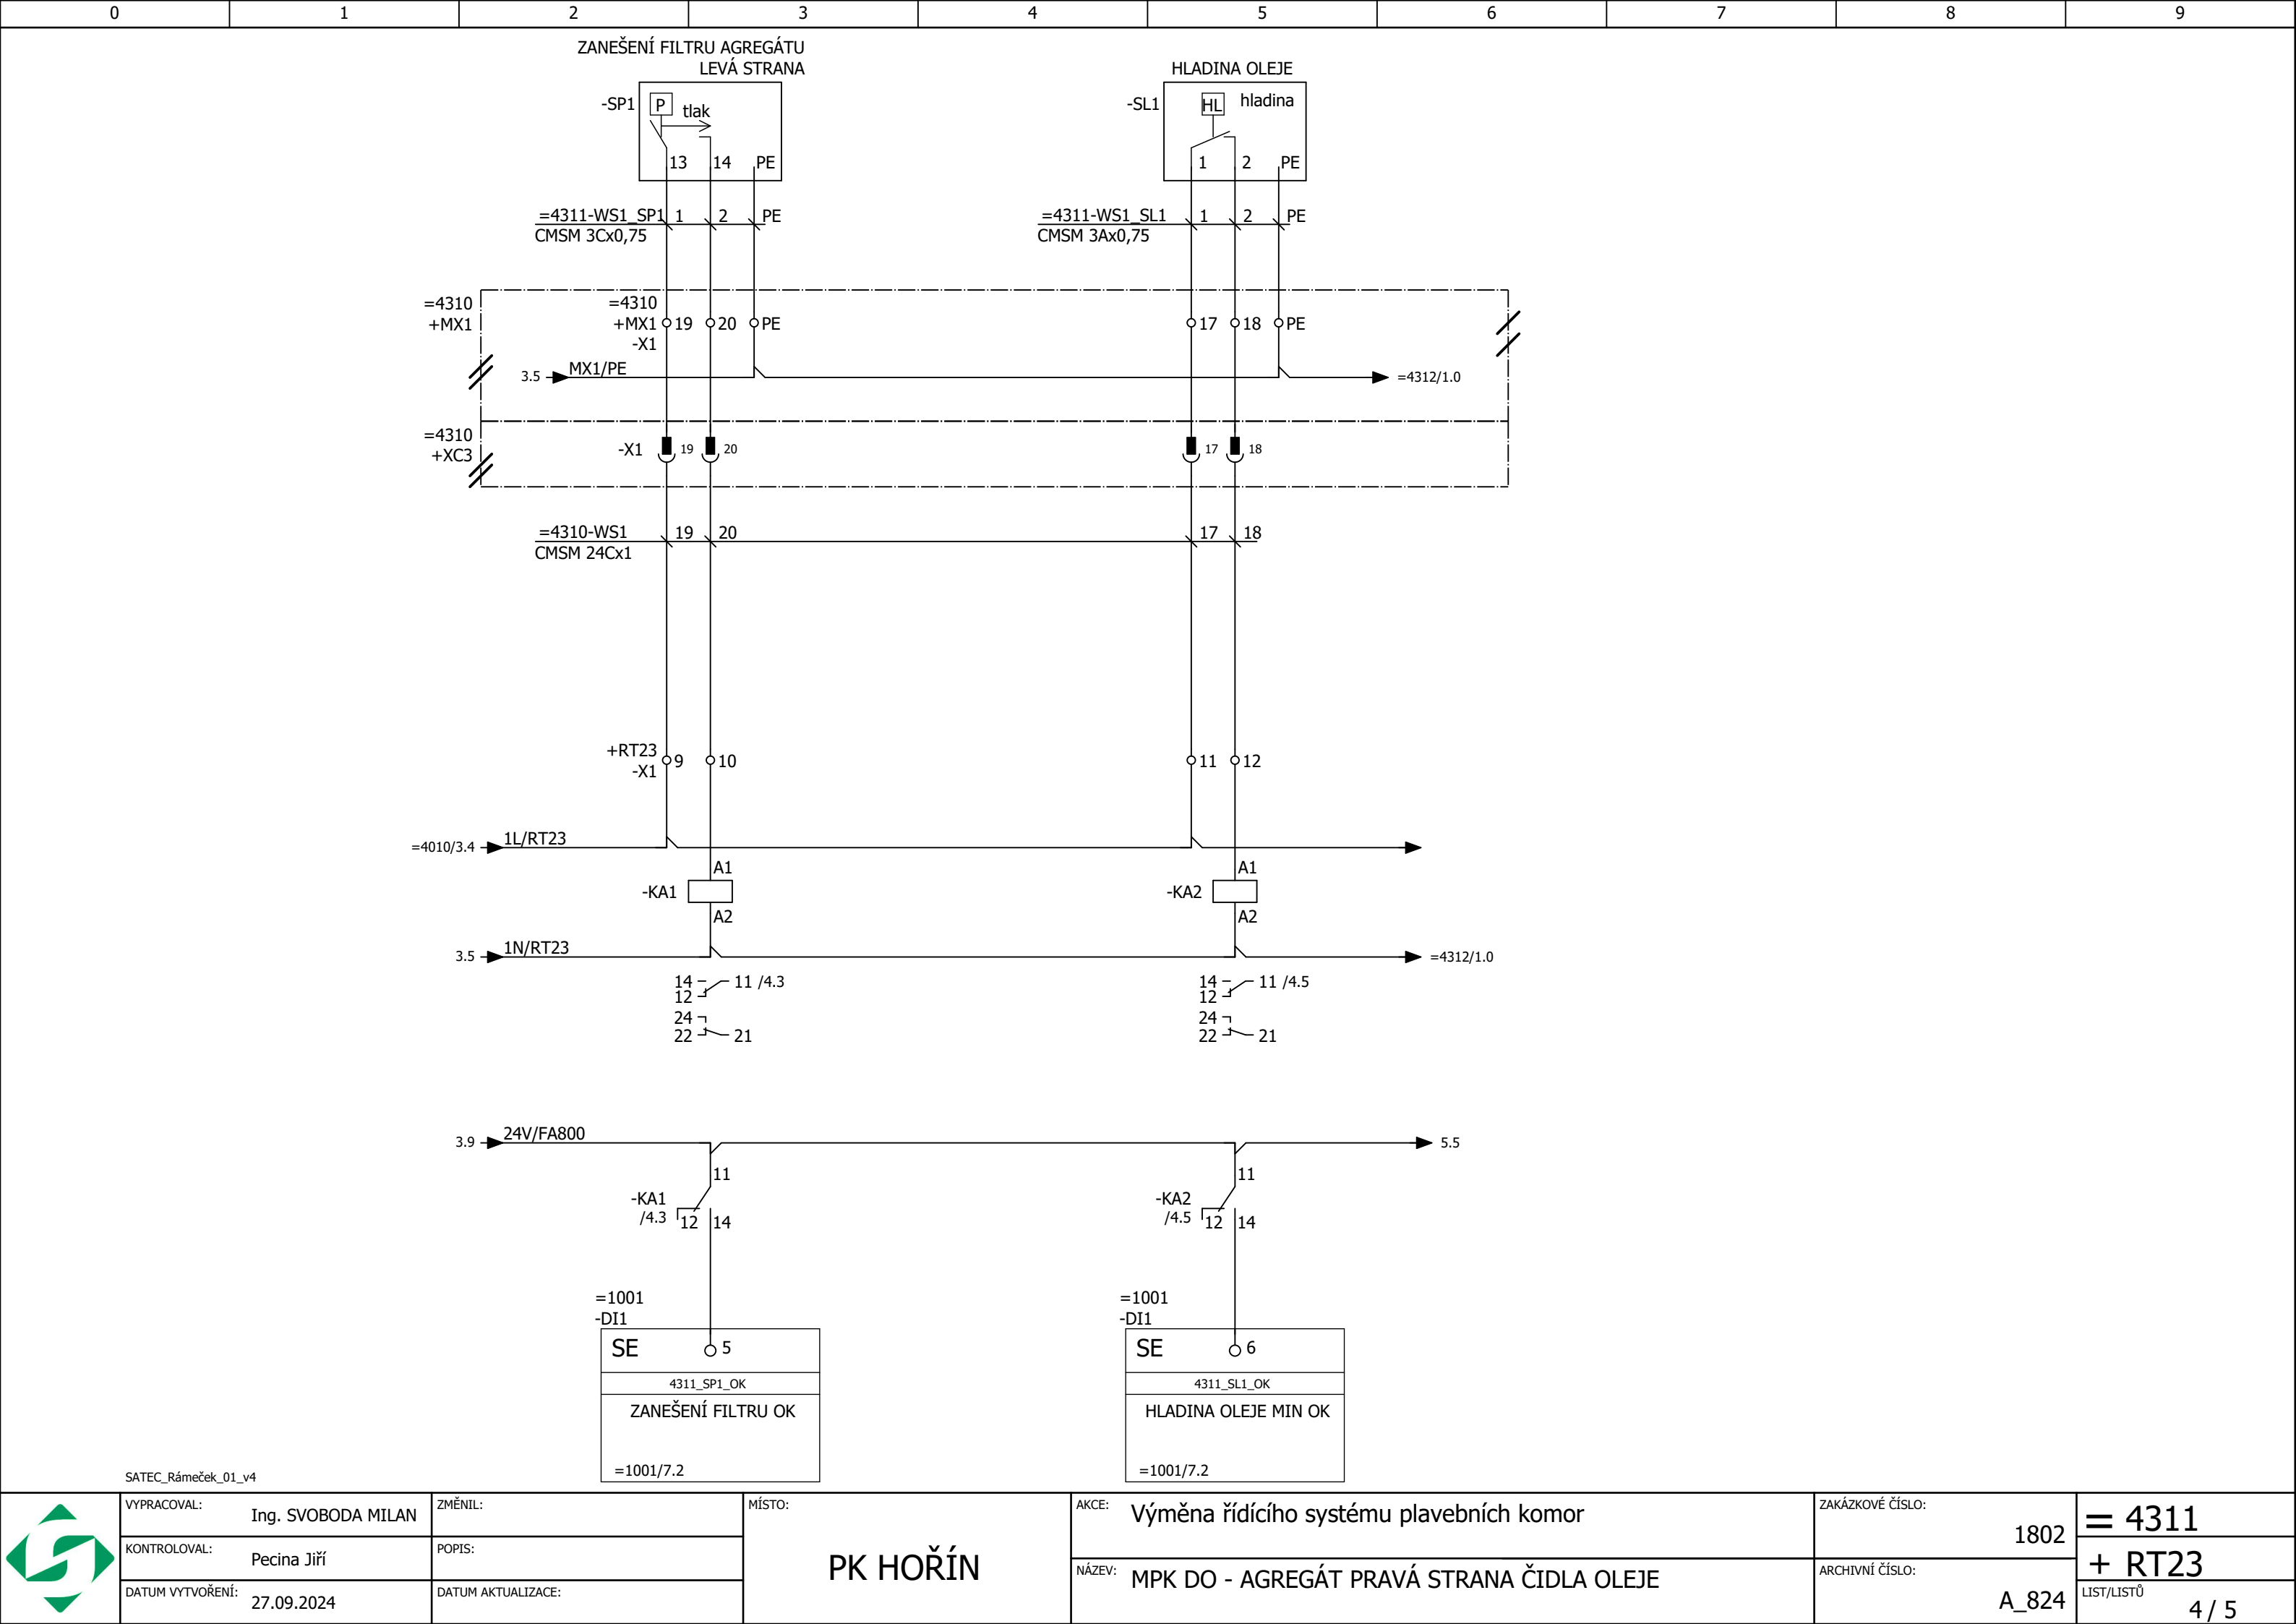 0 1 2 3 4 5 6 7 8 9
ZANEŠENÍ FILTRU AGREGÁTU
LEVÁ STRANA
HLADINA OLEJE
-SP1 P tlak
-SL1 HL hladina
13 14 PE
1 2 PE
=4311-WS1_SP1 1 2 PE
CMSM 3Cx0,75
=4311-WS1_SL1 1 2 PE
CMSM 3Ax0,75
=4310
+MX1
=4310
+MX1 19 20 PE
-X1
17 18 PE
3.5 MX1/PE
=4312/1.0
=4310
+XC3
-X1 19 20
17 18
=4310-WS1 19 20
CMSM 24Cx1
17 18
+RT23
-X1 9 10
11 12
=4010/3.4 1L/RT23
A1
-KA1
A2
A1
-KA2
A2
3.5 1N/RT23
=4312/1.0
14 11 /4.3
12
24
22 21
14 11 /4.5
12
24
22 21
3.9 24V/FA800
5.5
11
-KA1
/4.3 12 14
11
-KA2
/4.5 12 14
=1001
-DI1
SE 5
4311_SP1_OK
ZANEŠENÍ FILTRU OK
=1001/7.2
=1001
-DI1
SE 6
4311_SL1_OK
HLADINA OLEJE MIN OK
=1001/7.2
SATEC_Rámeček_01_v4
VYPRACOVAL: Ing. SVOBODA MILAN
KONTROLOVAL: Pecina Jiří
DATUM VYTVOŘENÍ: 27.09.2024
ZMĚNIL:
POPIS:
DATUM AKTUALIZACE:
MÍSTO:
PK HOŘÍN
AKCE: Výměna řídícího systému plavebních komor
NÁZEV: MPK DO - AGREGÁT PRAVÁ STRANA ČIDLA OLEJE
ZAKÁZKOVÉ ČÍSLO:
1802
ARCHIVNÍ ČÍSLO:
A_824
= 4311
+ RT23
LIST/LISTŮ
4 / 5